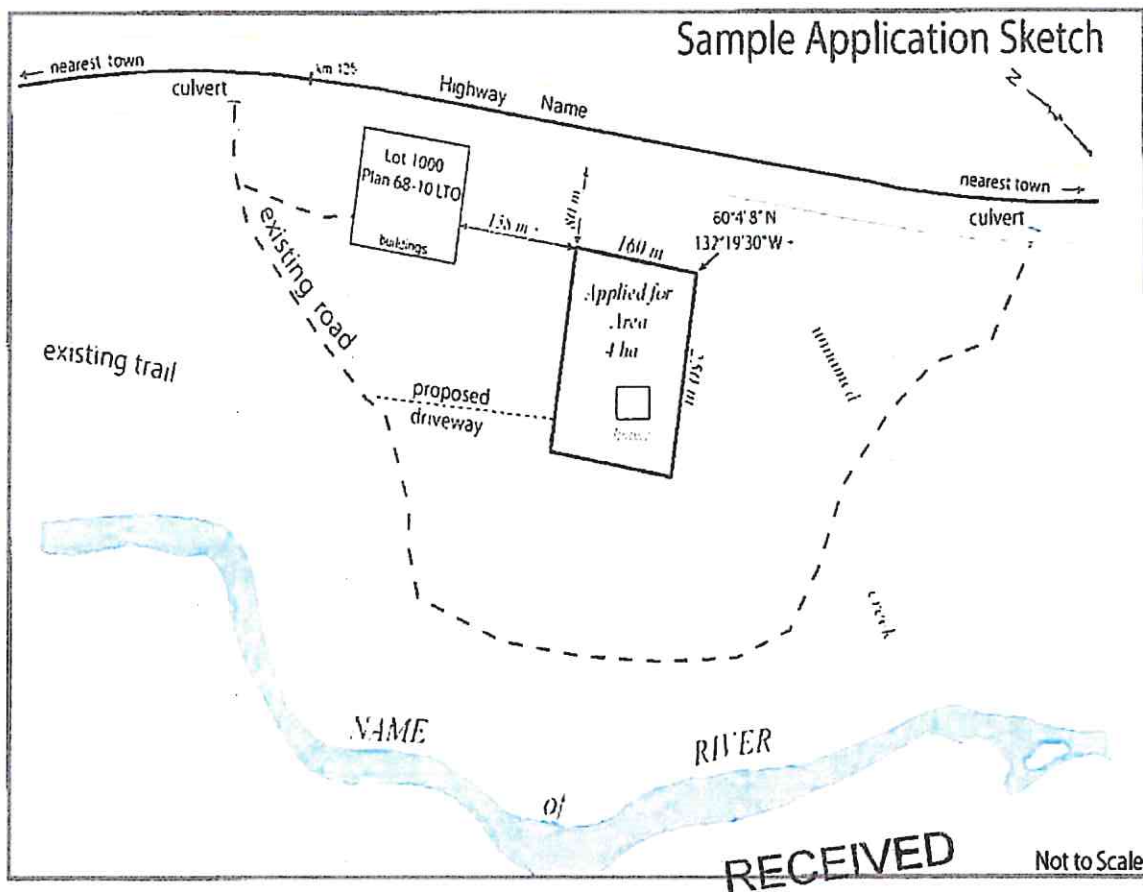 Sample Application Sketch
← nearest town
km 125
culvert
Highway Name
N
nearest town →
culvert
Lot 1000
Plan 68-10 LTO
buildings
80 m
160 m
60°4'8"N
132°19'30"W
Applied for
Area
4 ha
existing road
existing trail
proposed
driveway
creek
NAME
of
RIVER
RECEIVED
Not to Scale